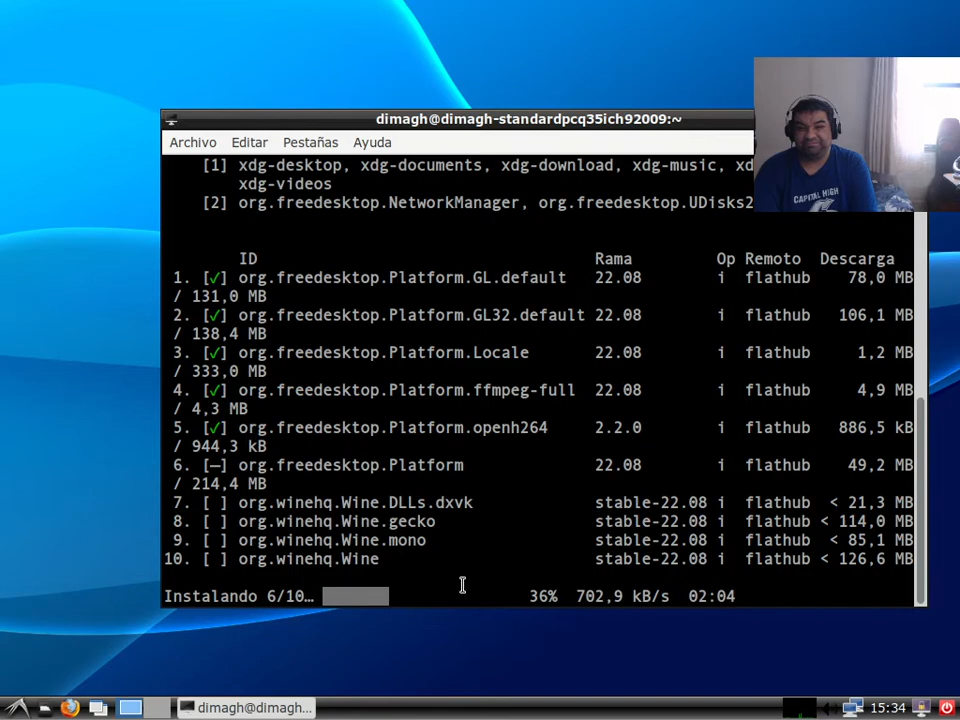 dimagh@dimagh-standardpcq35ich92009:~
Archivo Editar Pestañas Ayuda
[1] xdg-desktop, xdg-documents, xdg-download, xdg-music, xd
xdg-videos
[2] org.freedesktop.NetworkManager, org.freedesktop.UDisks2
ID Rama Op Remoto Descarga
1. [✓] org.freedesktop.Platform.GL.default 22.08 i flathub 78,0 MB
/ 131,0 MB
2. [✓] org.freedesktop.Platform.GL32.default 22.08 i flathub 106,1 MB
/ 138,4 MB
3. [✓] org.freedesktop.Platform.Locale 22.08 i flathub 1,2 MB
/ 333,0 MB
4. [✓] org.freedesktop.Platform.ffmpeg-full 22.08 i flathub 4,9 MB
/ 4,3 MB
5. [✓] org.freedesktop.Platform.openh264 2.2.0 i flathub 886,5 kB
/ 944,3 kB
6. [—] org.freedesktop.Platform 22.08 i flathub 49,2 MB
/ 214,4 MB
7. [ ] org.winehq.Wine.DLLs.dxvk stable-22.08 i flathub < 21,3 MB
8. [ ] org.winehq.Wine.gecko stable-22.08 i flathub < 114,0 MB
9. [ ] org.winehq.Wine.mono stable-22.08 i flathub < 85,1 MB
10. [ ] org.winehq.Wine stable-22.08 i flathub < 126,6 MB
Instalando 6/10… 36% 702,9 kB/s 02:04
CAPITAL HIGH
dimagh@dimagh...
15:34